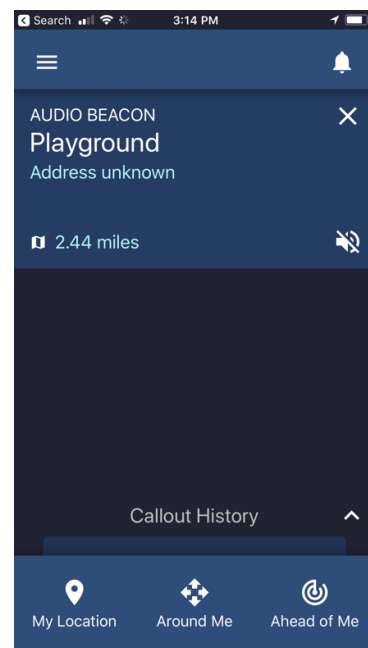 Search 3:14 PM
AUDIO BEACON
Playground
Address unknown
2.44 miles
Callout History
My Location Around Me Ahead of Me